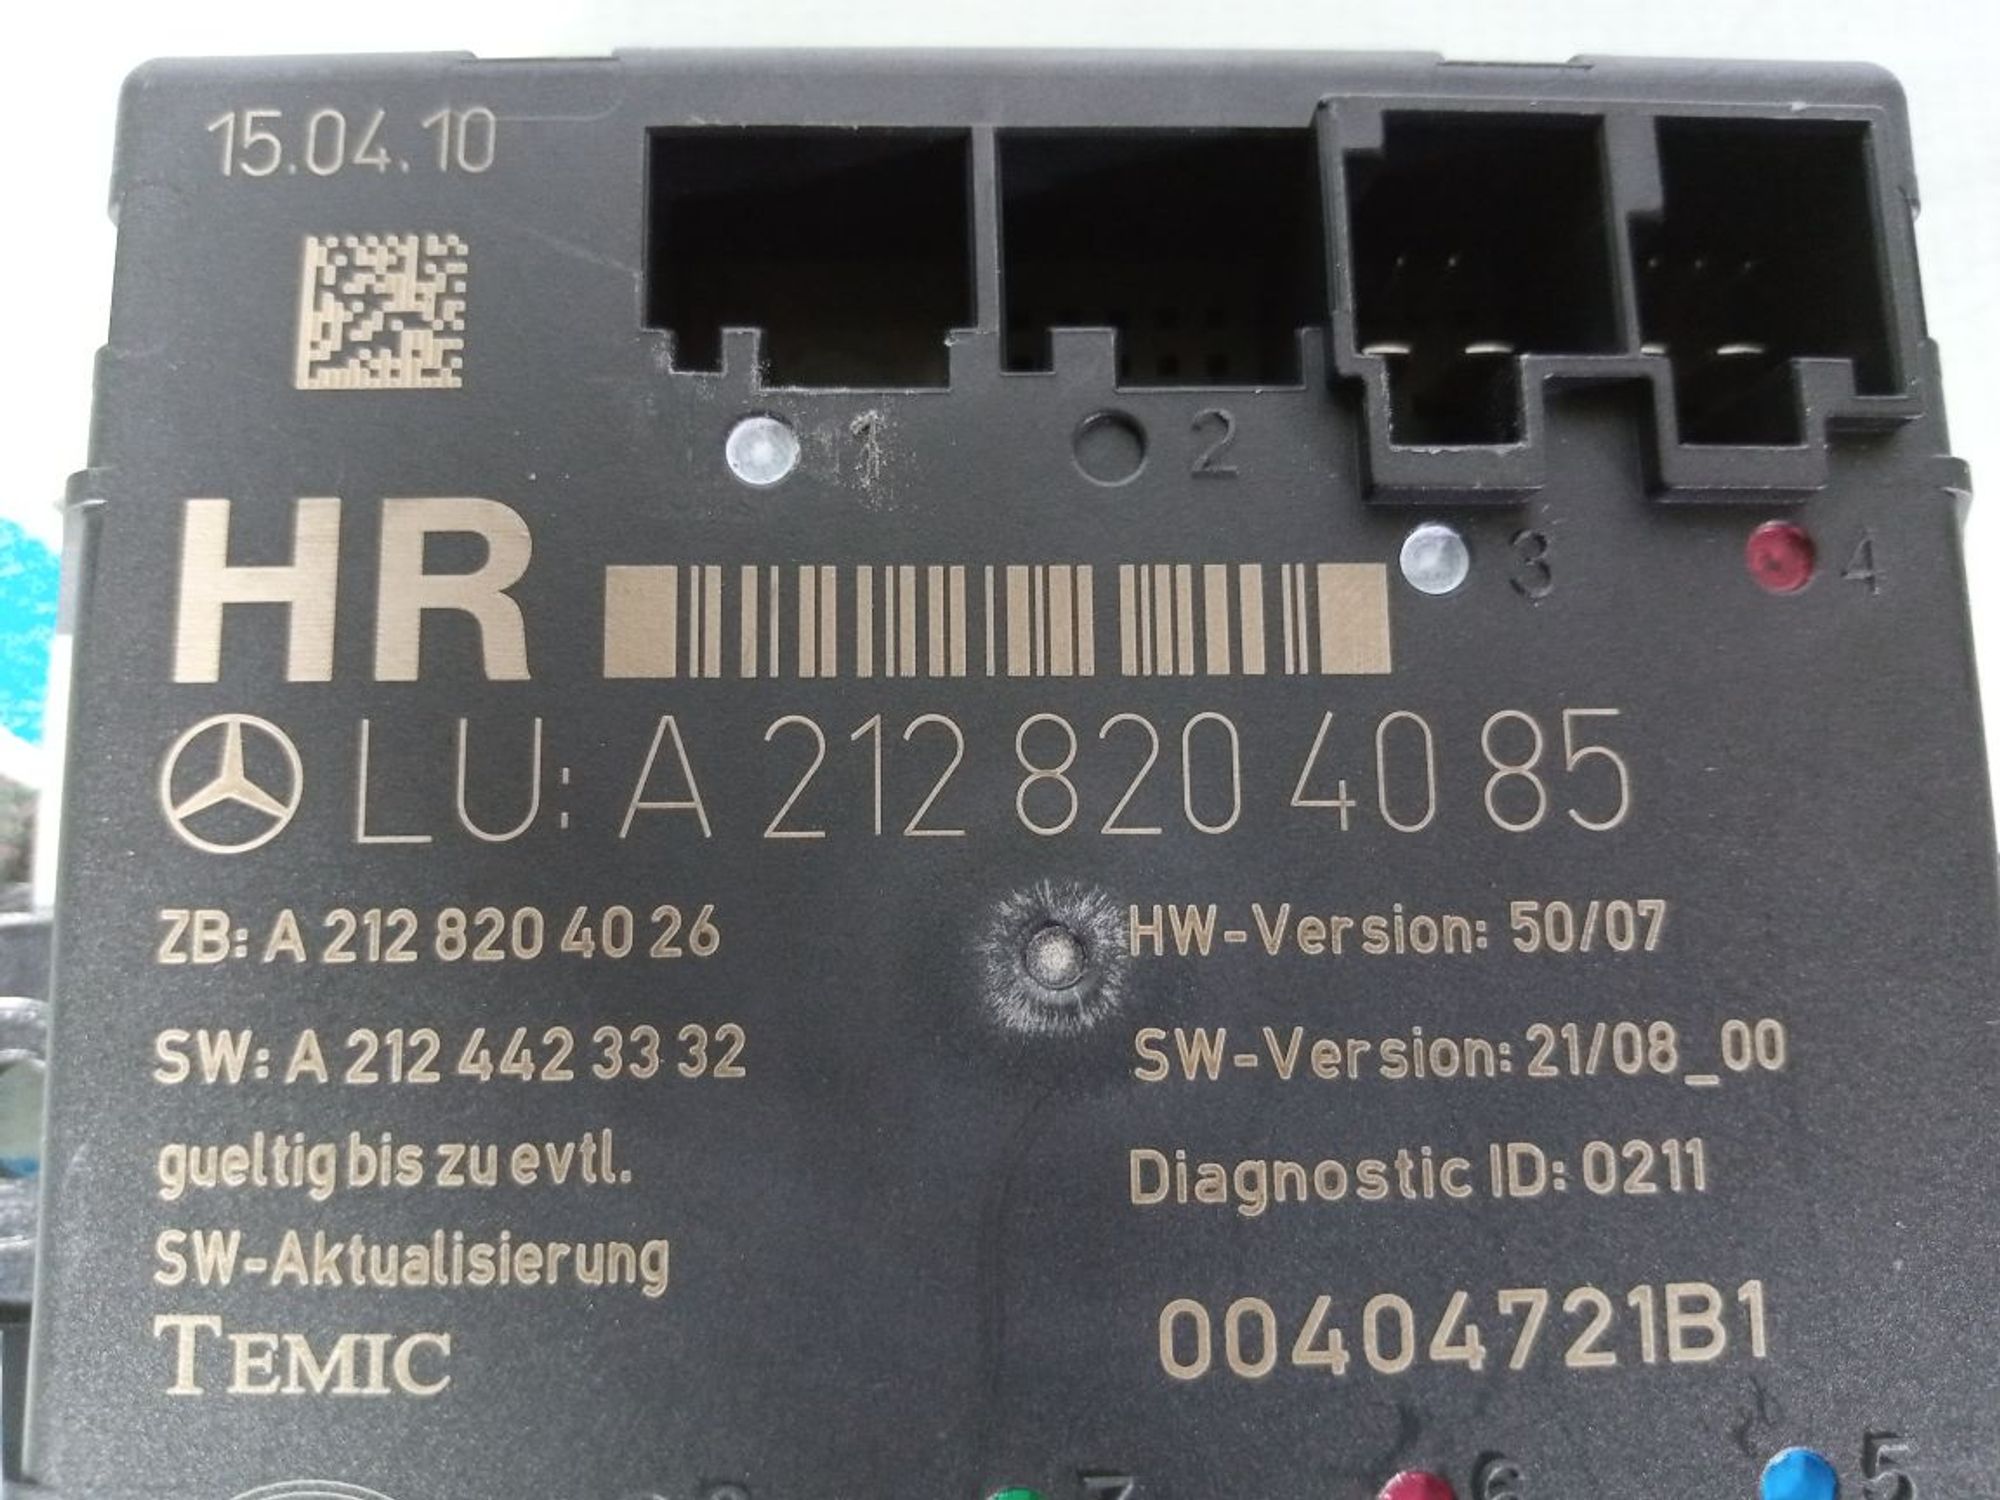 15.04.10
1
2
3
4
HR
LU: A 212 820 40 85
ZB: A 212 820 40 26
HW-Version: 50/07
SW: A 212 442 33 32
SW-Version: 21/08_00
gueltig bis zu evtl.
Diagnostic ID: 0211
SW-Aktualisierung
00404721B1
TEMIC
7
6
5